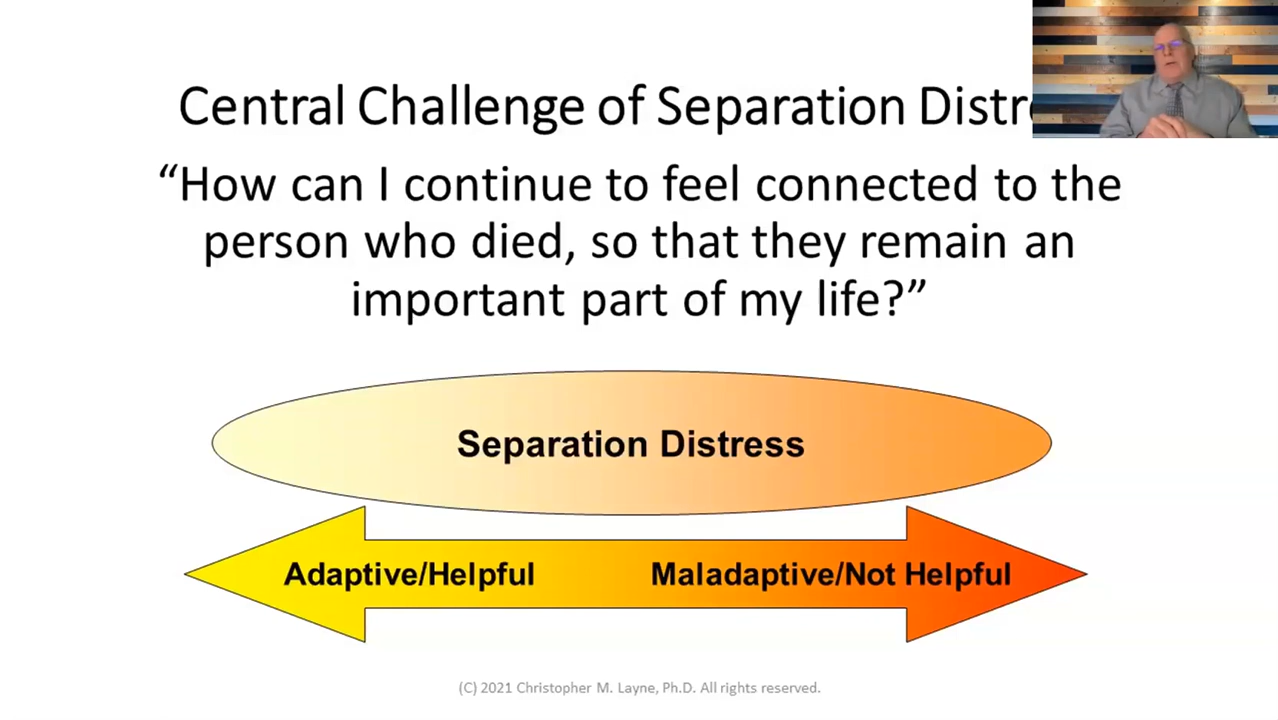 Central Challenge of Separation Distre
“How can I continue to feel connected to the
person who died, so that they remain an
important part of my life?”
Separation Distress
Adaptive/Helpful
Maladaptive/Not Helpful
(C) 2021 Christopher M. Layne, Ph.D. All rights reserved.